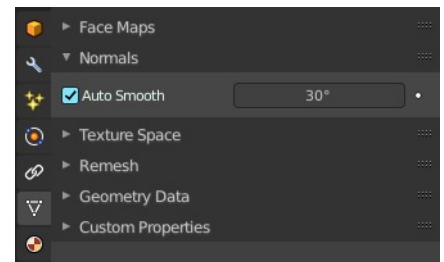 Face Maps
Normals
Auto Smooth 30°
Texture Space
Remesh
Geometry Data
Custom Properties